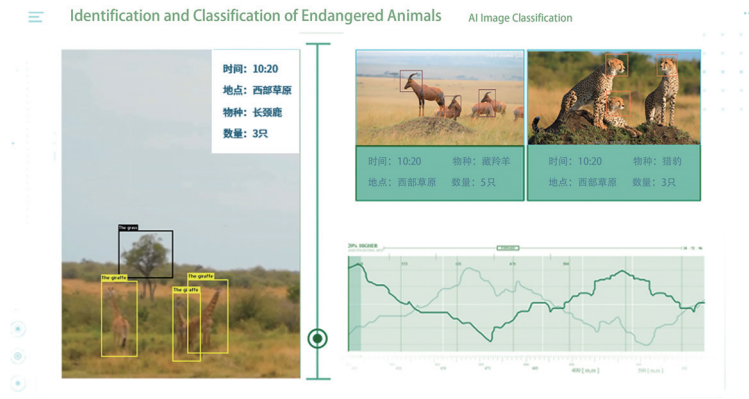 Identification and Classification of Endangered Animals
AI Image Classification
时间：10:20
地点：西部草原
物种：长颈鹿
数量：3只
The grass
The giraffe
The giraffe
The giraffe
时间：10:20 物种：羚羊
地点：西部草原 数量：5只
时间：10:20 物种：猎豹
地点：西部草原 数量：3只
20% HIGHER